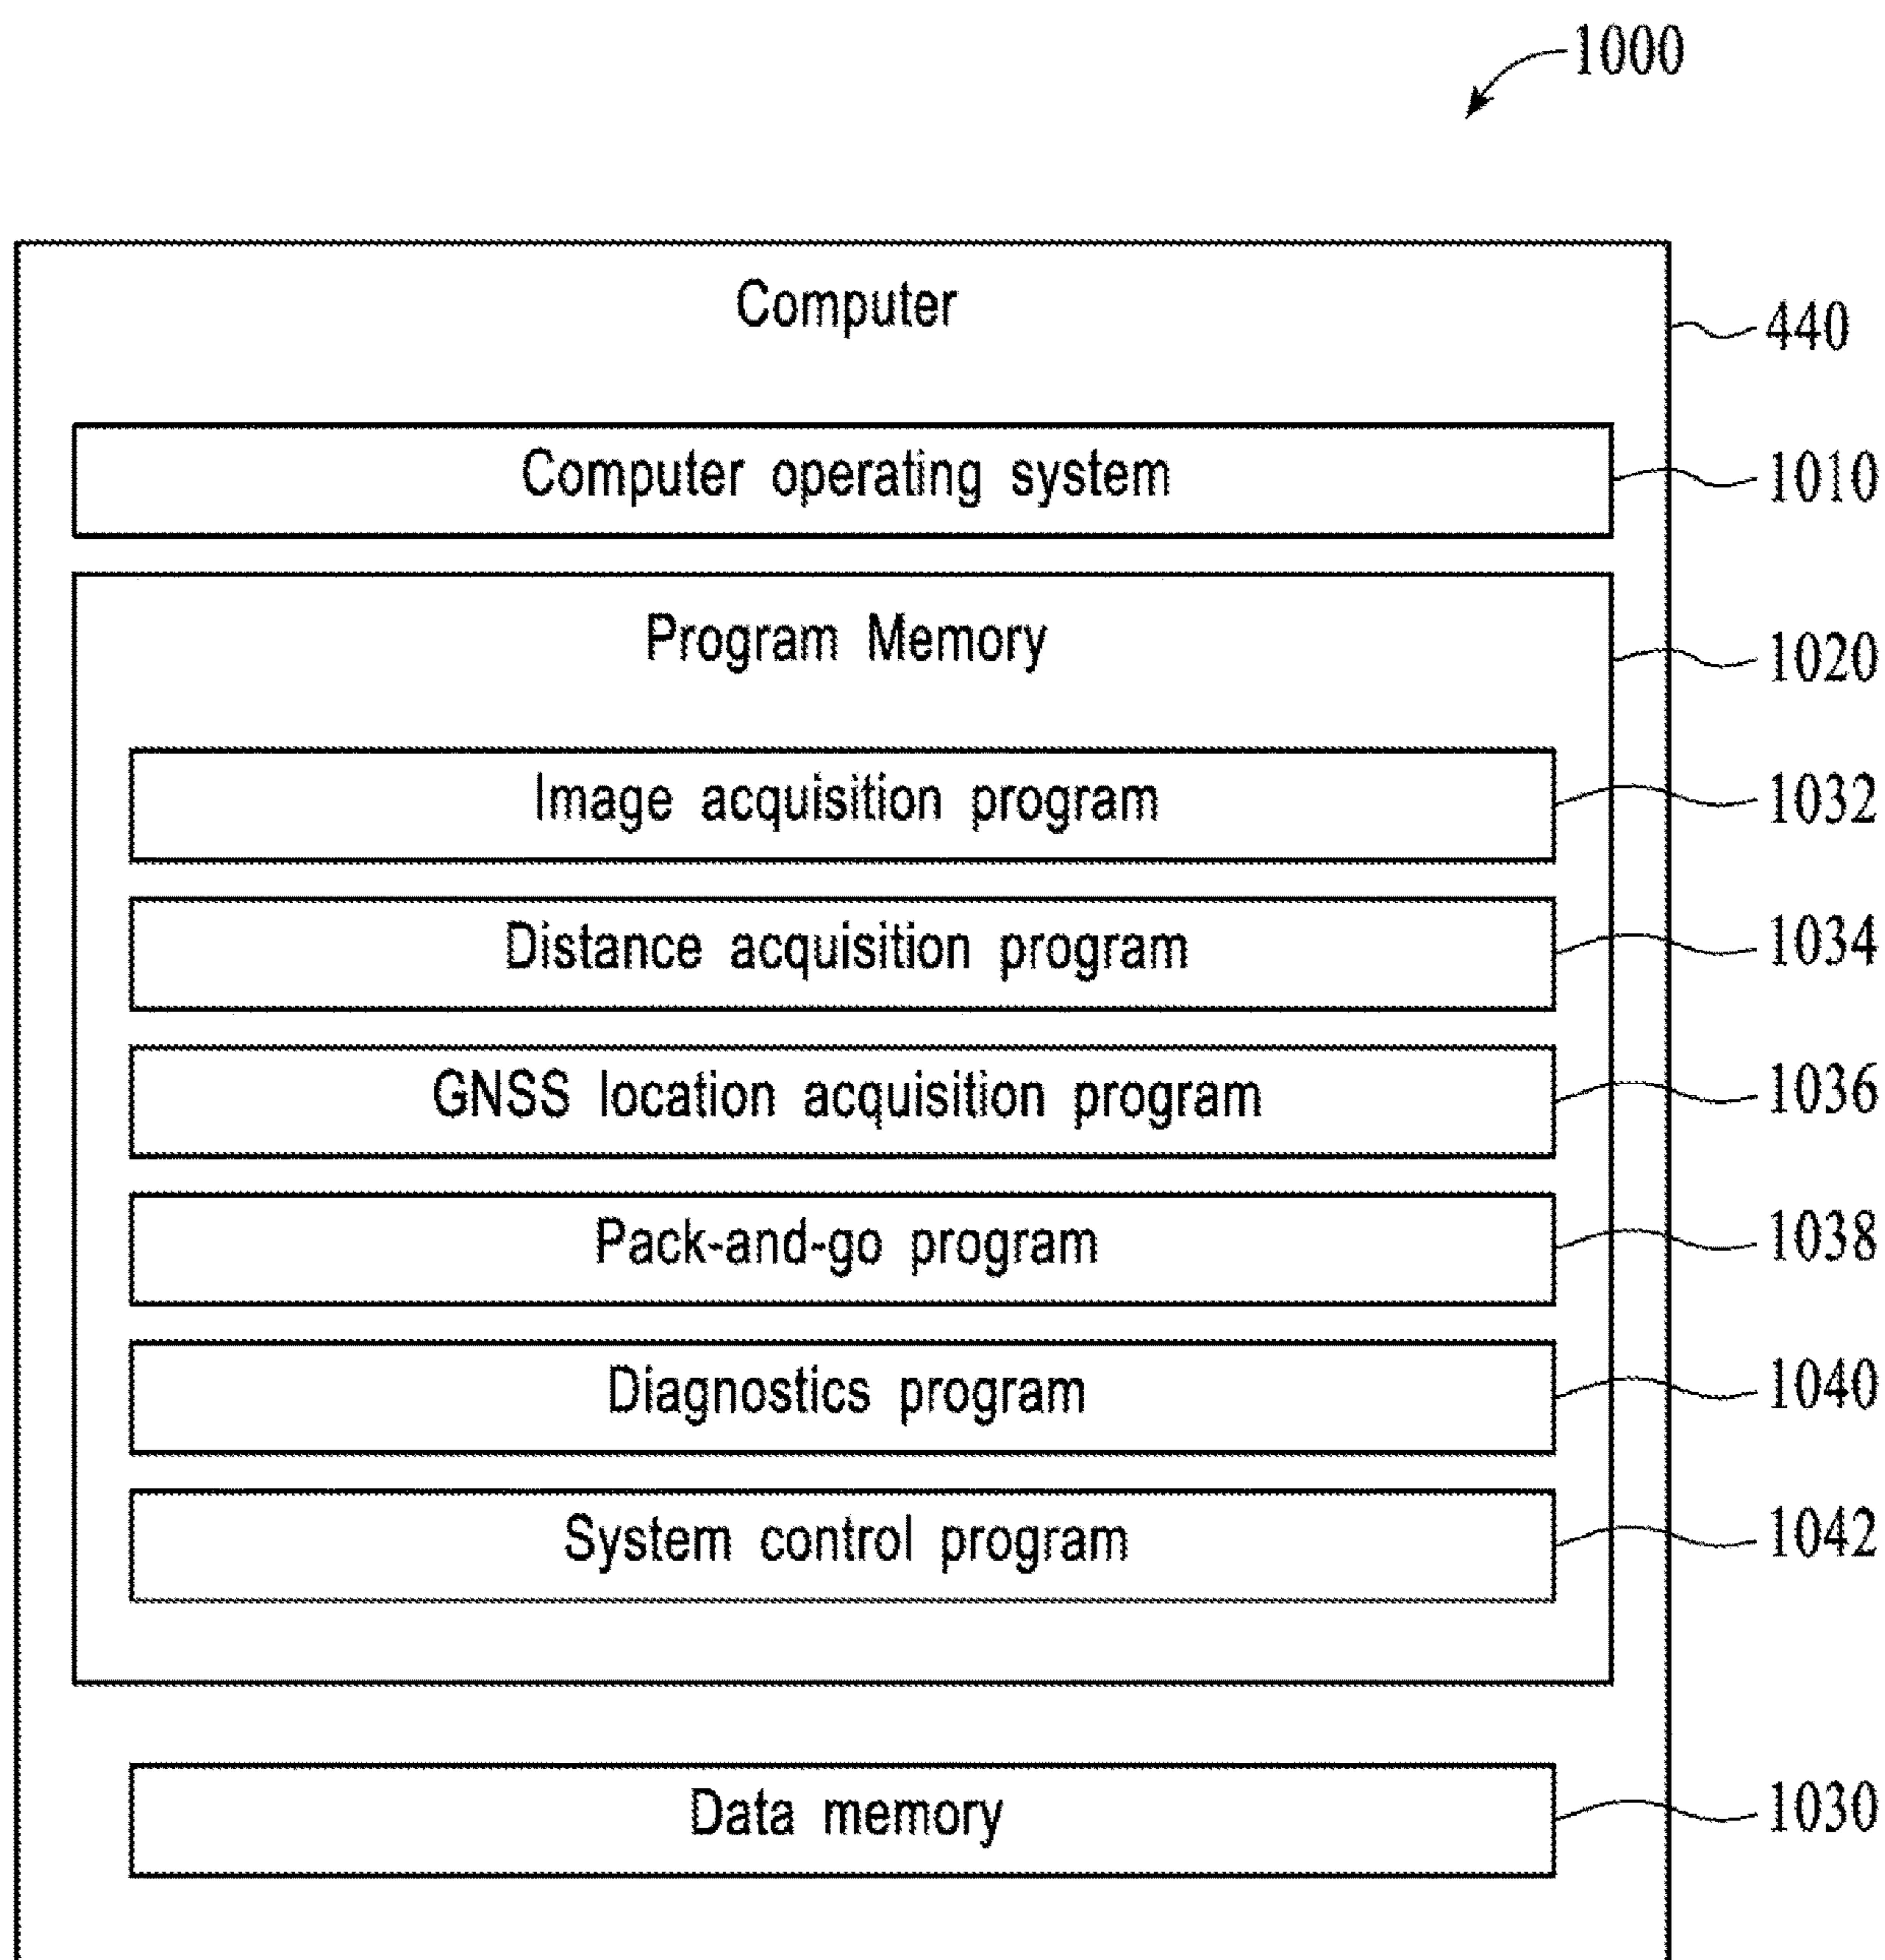 1000
Computer
440
Computer operating system
1010
Program Memory
1020
Image acquisition program
1032
Distance acquisition program
1034
GNSS location acquisition program
1036
Pack-and-go program
1038
Diagnostics program
1040
System control program
1042
Data memory
1030